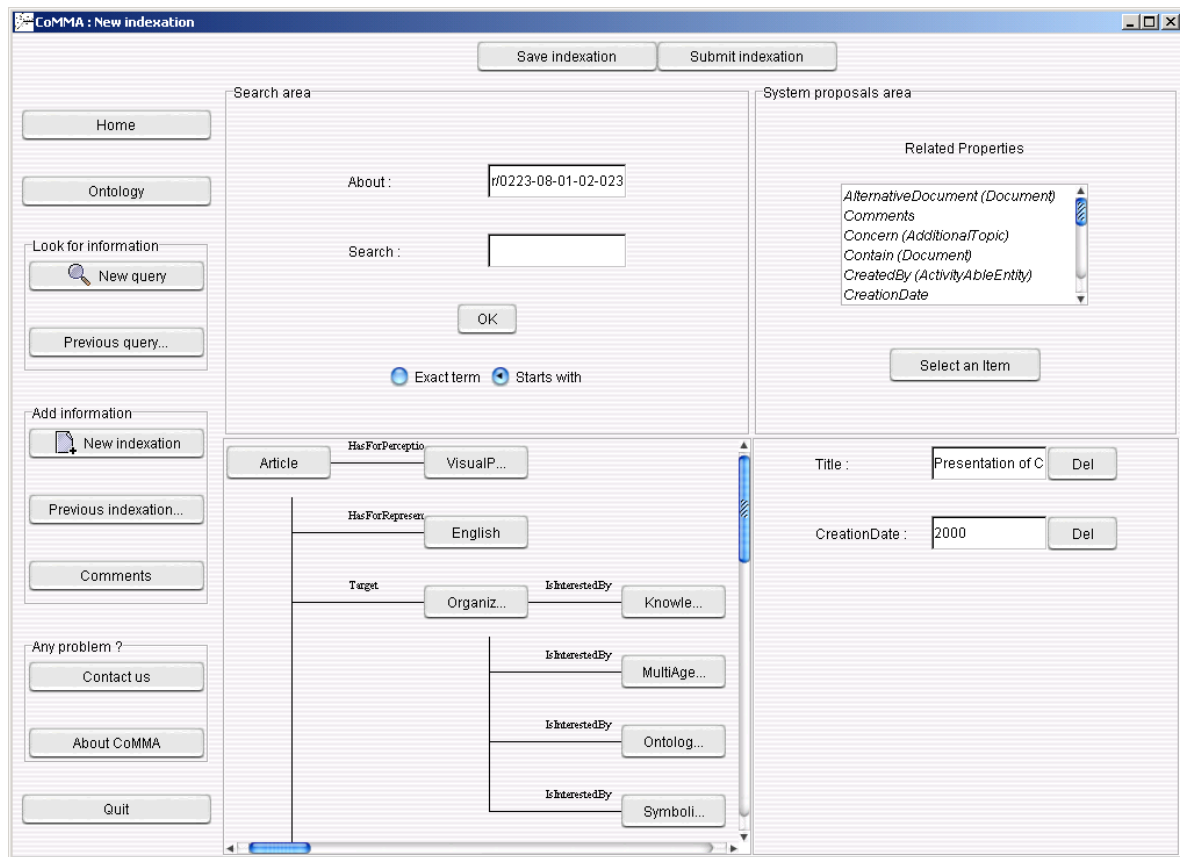 CoMMA : New indexation
Save indexation
Submit indexation
Home
Ontology
Look for information
New query
Previous query...
Add information
New indexation
Previous indexation...
Comments
Any problem ?
Contact us
About CoMMA
Quit
Search area
About :
r/0223-08-01-02-023
Search :
OK
Exact term
Starts with
System proposals area
Related Properties
AlternativeDocument (Document)
Comments
Concern (AdditionalTopic)
Contain (Document)
CreatedBy (ActivityAbleEntity)
CreationDate
Select an Item
Article
HasForPerceptio
VisualP...
HasForRepresen
English
Target
Organiz...
IsInterestedBy
Knowle...
IsInterestedBy
MultiAge...
IsInterestedBy
Ontolog...
IsInterestedBy
Symboli...
Title :
Presentation of C
Del
CreationDate :
2000
Del